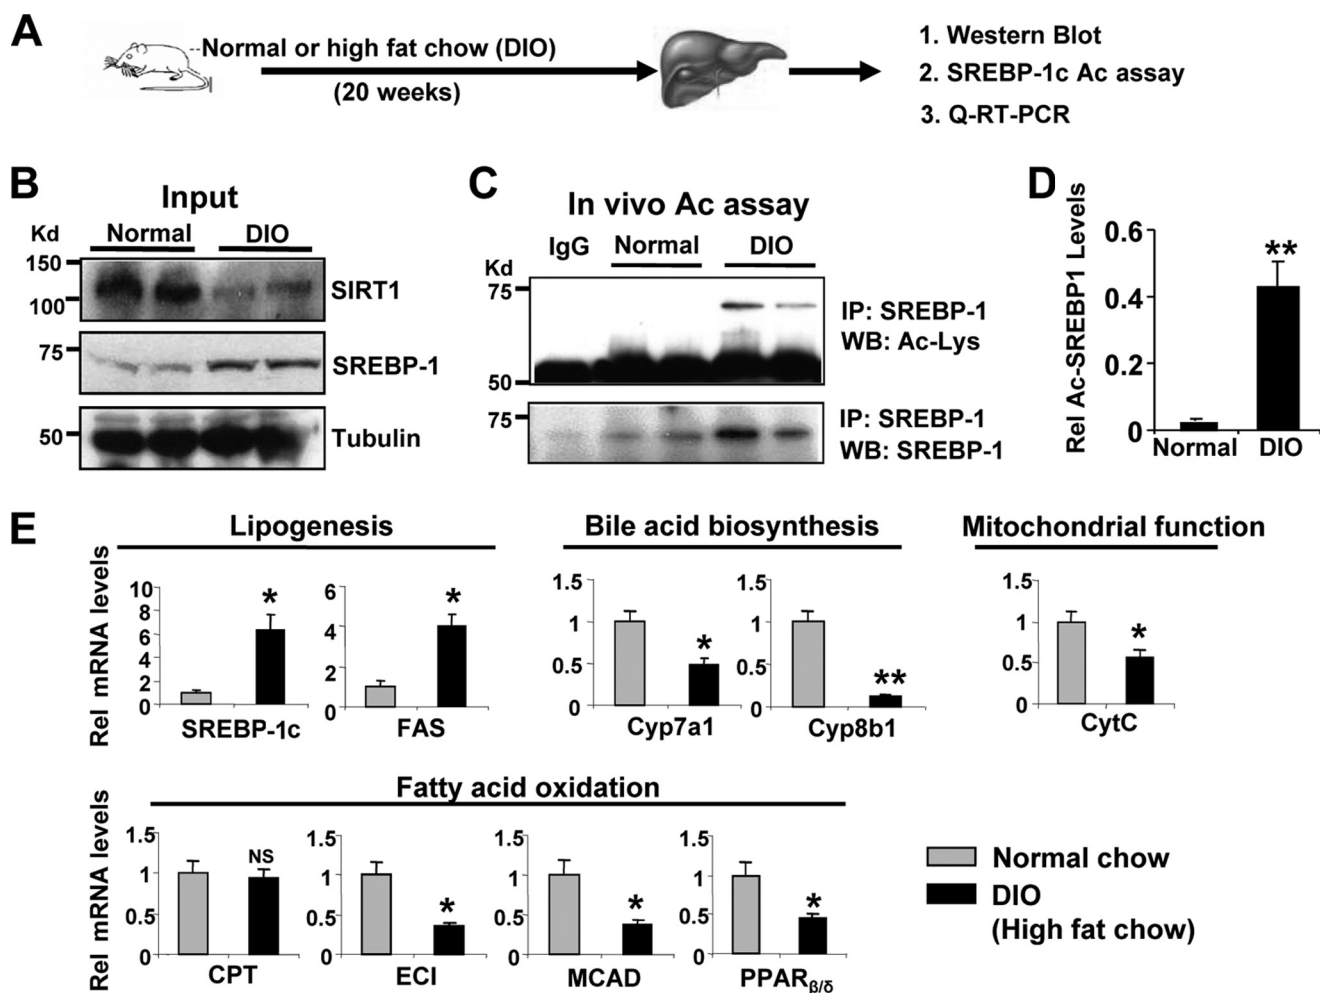 A
Normal or high fat chow (DIO)
(20 weeks)
1. Western Blot
2. SREBP-1c Ac assay
3. Q-RT-PCR
B
Input
Kd
Normal
DIO
150
100
SIRT1
75
SREBP-1
50
Tubulin
C
In vivo Ac assay
IgG
Normal
DIO
Kd
75
50
IP: SREBP-1
WB: Ac-Lys
75
IP: SREBP-1
WB: SREBP-1
D
Rel Ac-SREBP1 Levels
0.6
0.4
0.2
0
**
Normal
DIO
E
Lipogenesis
Rel mRNA levels
10
8
6
4
2
0
*
SREBP-1c
6
4
2
0
*
FAS
Bile acid biosynthesis
1.5
1
0.5
0
*
Cyp7a1
1.5
1
0.5
0
**
Cyp8b1
Mitochondrial function
1.5
1
0.5
0
*
CytC
Fatty acid oxidation
Rel mRNA levels
1.5
1
0.5
0
NS
CPT
1.5
1
0.5
0
*
ECI
1.5
1
0.5
0
*
MCAD
1.5
1
0.5
0
*
PPARβ/δ
Normal chow
DIO
(High fat chow)